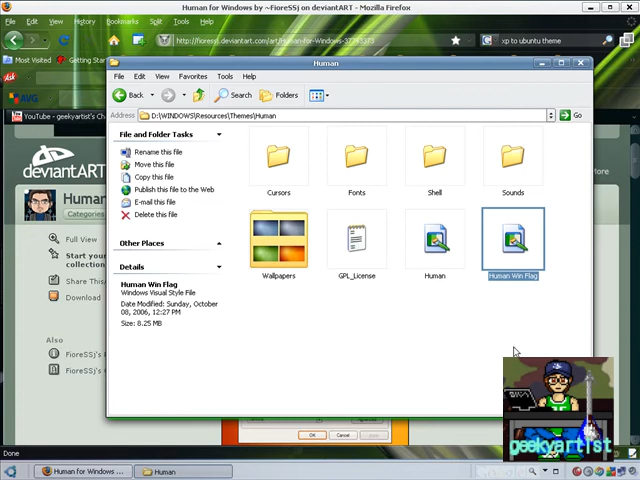 Human for Windows by ~FioreSSj on deviantART - Mozilla Firefox
File Edit View History Bookmarks Tools Help
http://fioressj.deviantart.com/art/Human-for-Windows-37743375
xp to ubuntu theme
Most Visited Getting Star
Ask
AVG
YouTube - geekyartist's
deviantART
More
Human
Categories
Full View
Start your
collection
Share This
Download
Also
FioreSSj's
FioreSSj's
Human
File Edit View Favorites Tools Help
Back Search Folders
Address D:\WINDOWS\Resources\Themes\Human Go
File and Folder Tasks
Rename this file
Move this file
Copy this file
Publish this file to the Web
E-mail this file
Delete this file
Other Places
Details
Human Win Flag
Windows Visual Style File
Date Modified: Sunday, October
08, 2006, 12:27 PM
Size: 8.25 MB
Cursors Fonts Shell Sounds
Wallpapers GPL_License Human Human Win Flag
geekyartist
OK Cancel
Done
Human for Windows ... Human
Search